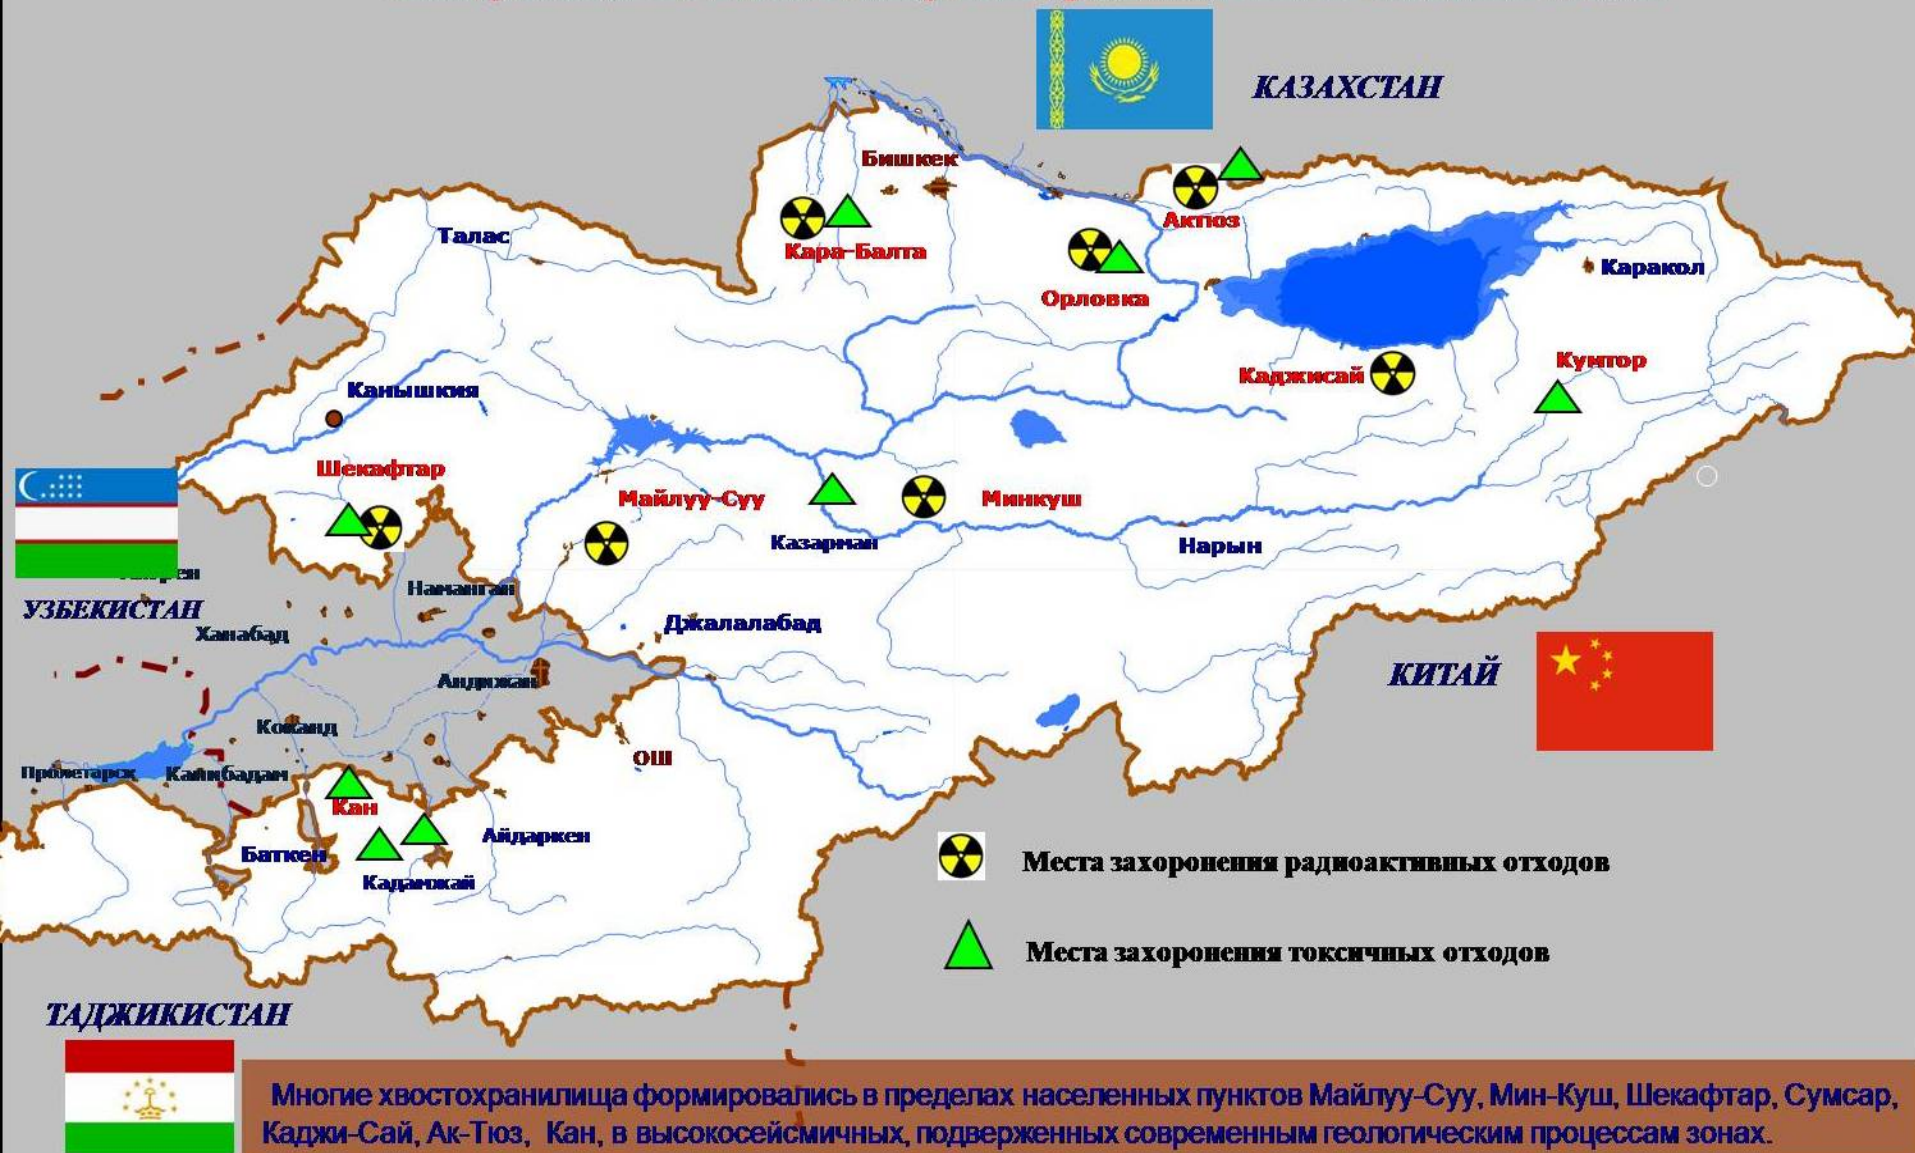 КАЗАХСТАН
Бишкек
Актюз
Талас
Кара-Балта
Каракол
Орловка
Каджисай
Кумтор
Канышкия
Шекафтар
Майлуу-Суу
Минкуш
Казарман
Нарын
Наманган
УЗБЕКИСТАН
Ханабад
Джалалабад
КИТАЙ
Андижан
Коканд
ОШ
Пролетарск
Канибадам
Кан
Айдаркен
Баткен
Кадамжай
Места захоронения радиоактивных отходов
Места захоронения токсичных отходов
ТАДЖИКИСТАН
Многие хвостохранилища формировались в пределах населенных пунктов Майлуу-Суу, Мин-Куш, Шекафтар, Сумсар,
Каджи-Сай, Ак-Тюз, Кан, в высокосейсмичных, подверженных современным геологическим процессам зонах.